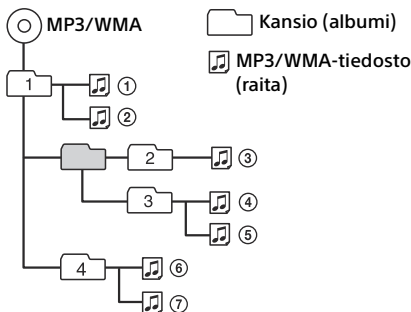 MP3/WMA
Kansio (albumi)
MP3/WMA-tiedosto
(raita)
1
①
②
2
③
3
④
⑤
4
⑥
⑦